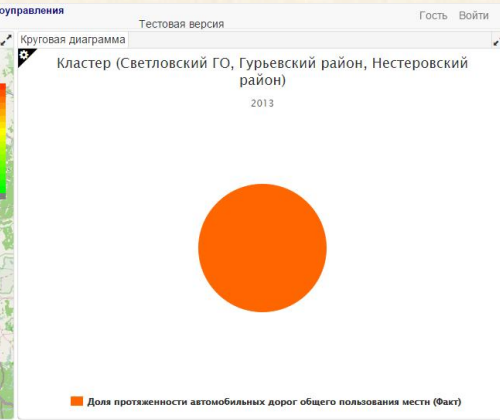 оуправления
Гость Войти
Тестовая версия
Круговая диаграмма
Кластер (Светловский ГО, Гурьевский район, Нестеровский
район)
2013
Доля протяженности автомобильных дорог общего пользования местн (Факт)